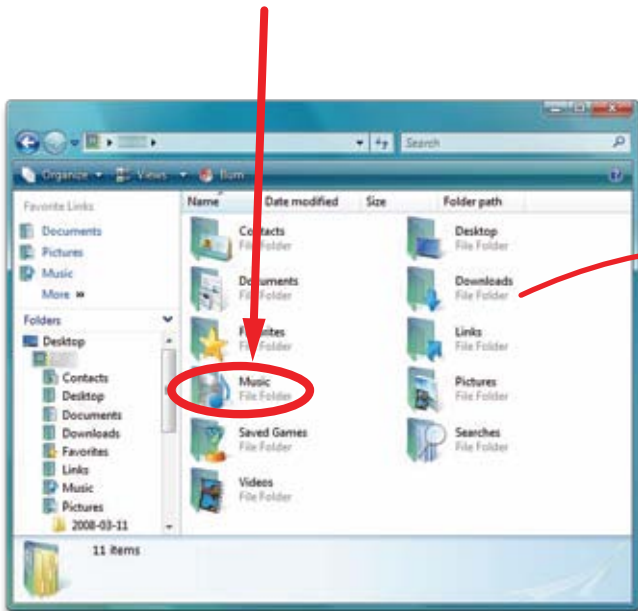 Search
Organize Views Burn
Favorite Links
Documents
Pictures
Music
More »
Folders
Desktop
Contacts
Desktop
Documents
Downloads
Favorites
Links
Music
Pictures
2008-03-11
Name Date modified Size Folder path
Contacts
File Folder
Desktop
File Folder
Documents
File Folder
Downloads
File Folder
Favorites
File Folder
Links
File Folder
Music
File Folder
Pictures
File Folder
Saved Games
File Folder
Searches
File Folder
Videos
File Folder
11 items